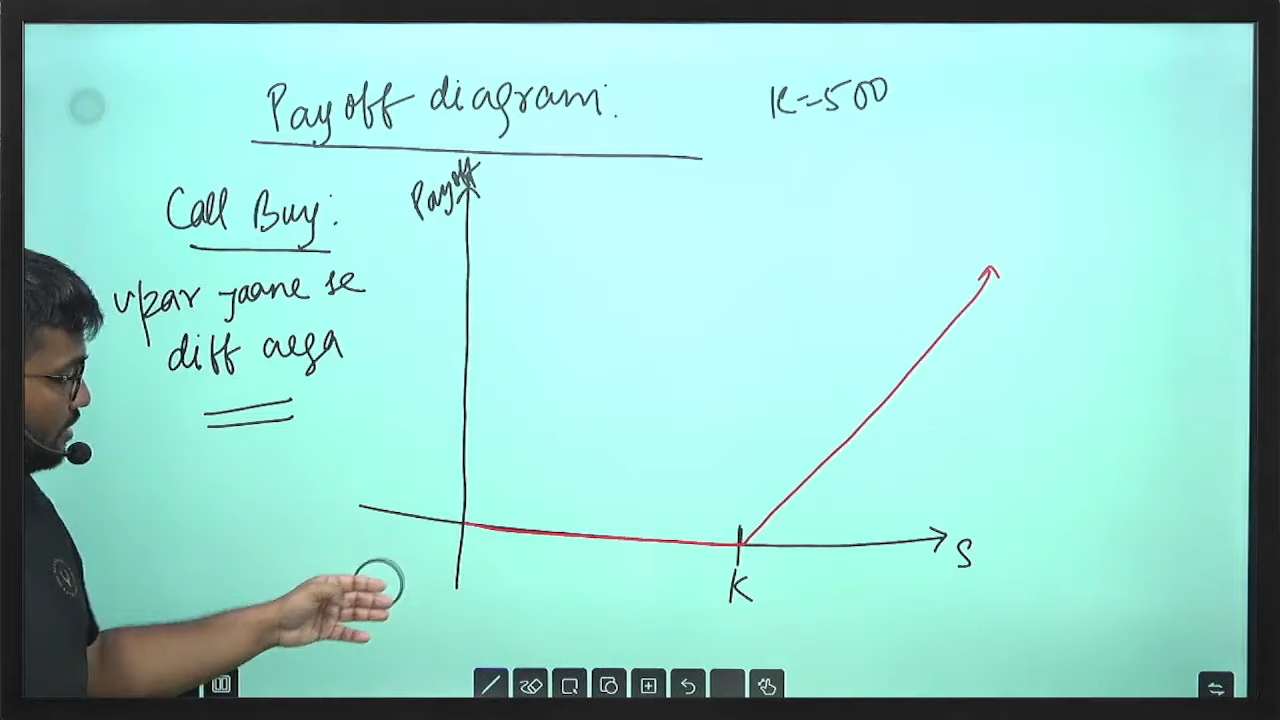 Payoff diagram.
K=500
Call Buy:
Payoff
upar jaane se
diff aega
K
S